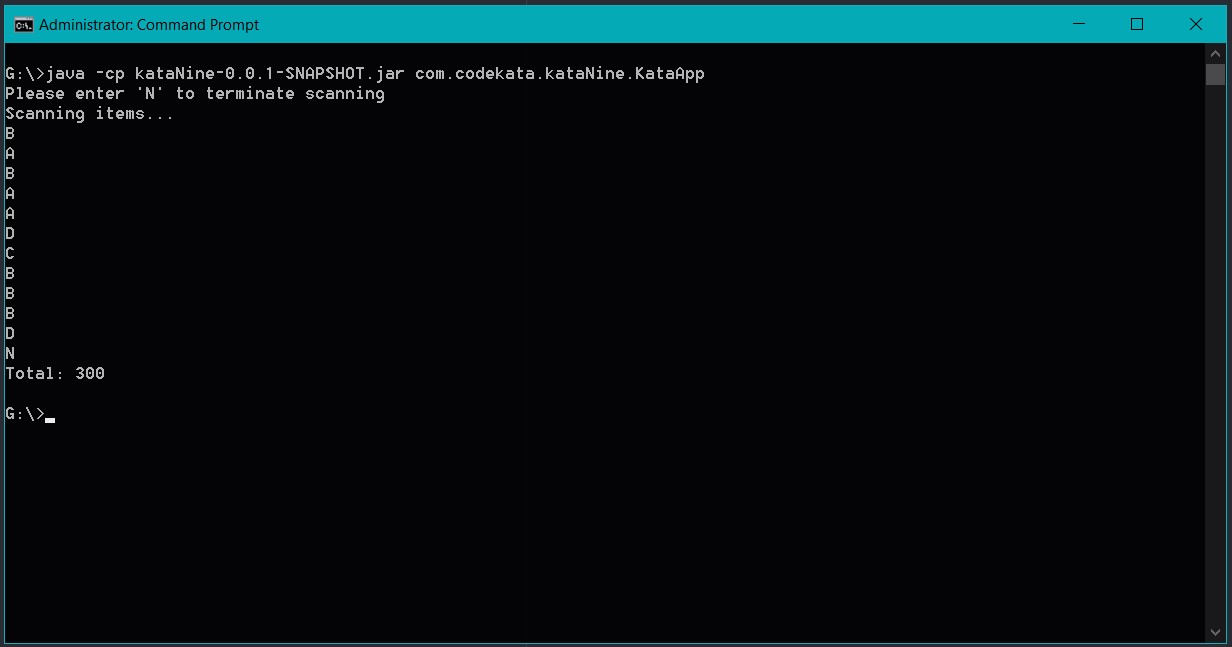 Administrator: Command Prompt
G:\>java -cp kataNine-0.0.1-SNAPSHOT.jar com.codekata.kataNine.KataApp
Please enter 'N' to terminate scanning
Scanning items...
B
A
B
A
A
D
C
B
B
B
D
N
Total: 300
G:\>